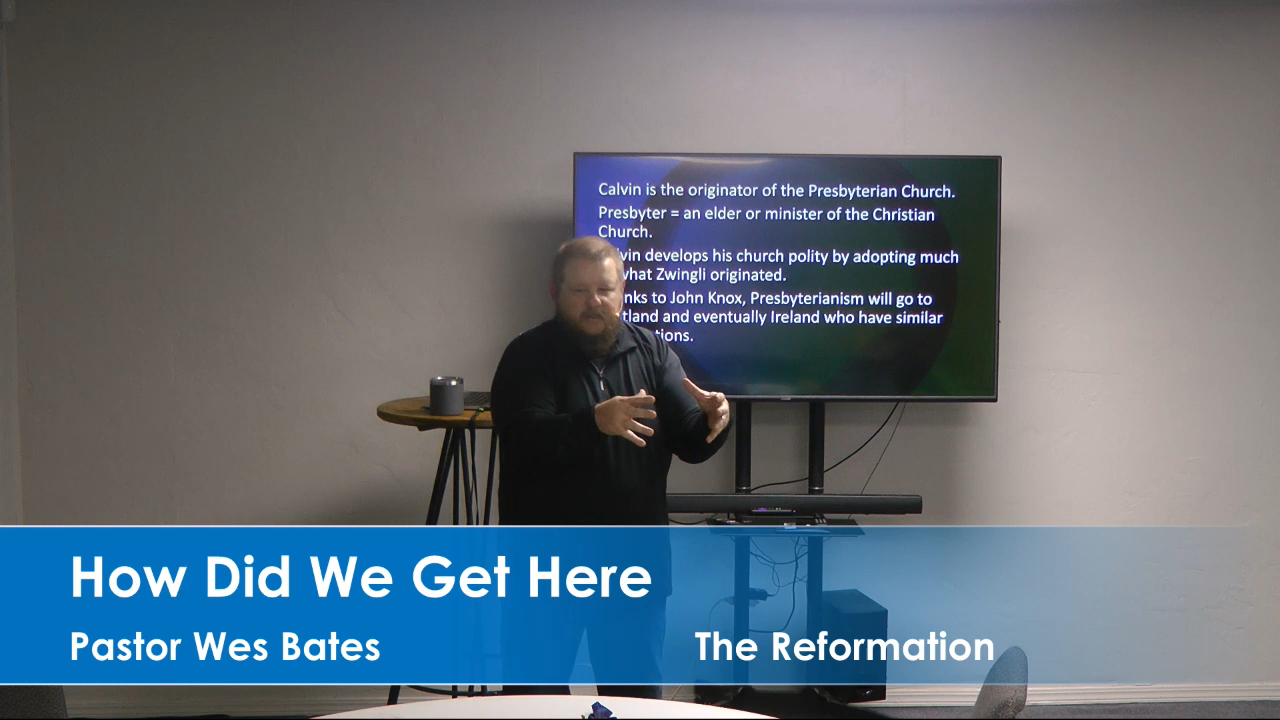 Calvin is the originator of the Presbyterian Church.
Presbyter = an elder or minister of the Christian
Church.
develops his church polity by adopting much
what Zwingli originated.
to John Knox, Presbyterianism will go to
and eventually Ireland who have similar
How Did We Get Here
Pastor Wes Bates
The Reformation